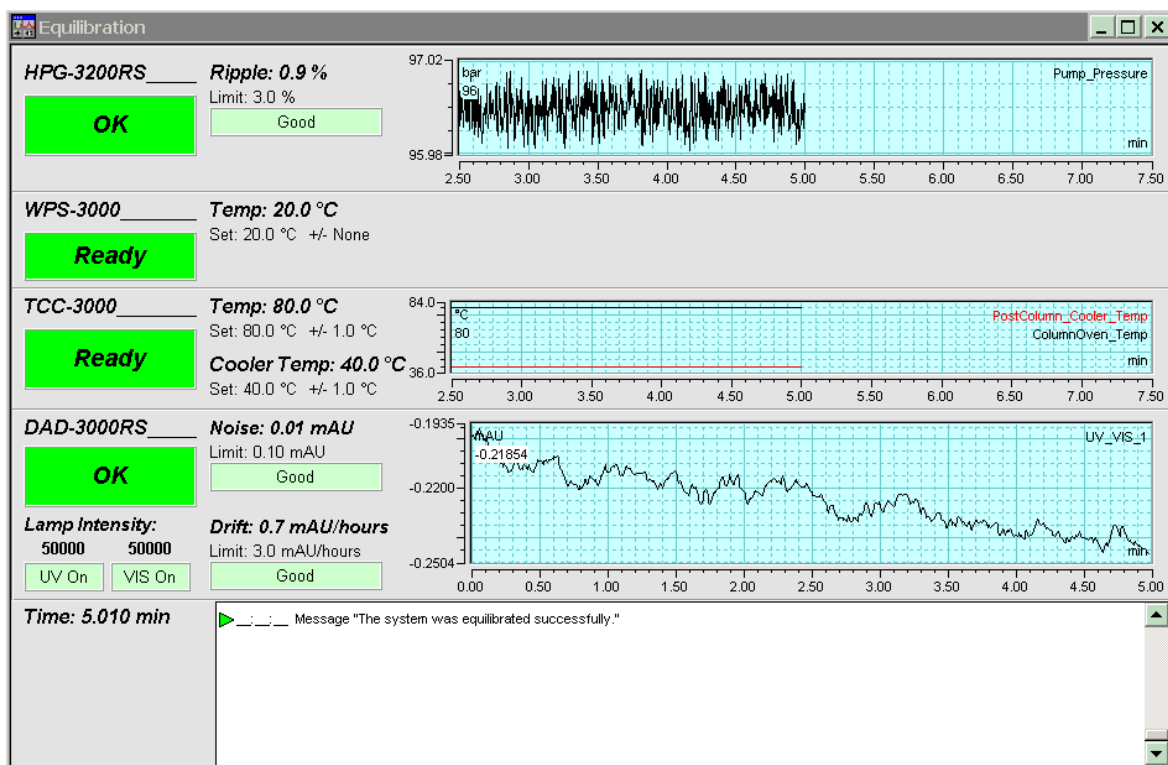 Equilibration
HPG-3200RS_____
OK
Ripple: 0.9 %
Limit: 3.0 %
Good
97.02
bar
96
Pump_Pressure
95.98
min
2.50 3.00 3.50 4.00 4.50 5.00 5.50 6.00 6.50 7.00 7.50
WPS-3000_______
Ready
Temp: 20.0 °C
Set: 20.0 °C +/- None
TCC-3000_______
Ready
Temp: 80.0 °C
Set: 80.0 °C +/- 1.0 °C
Cooler Temp: 40.0 °C
Set: 40.0 °C +/- 1.0 °C
84.0
°C
80
PostColumn_Cooler_Temp
ColumnOven_Temp
36.0
min
2.50 3.00 3.50 4.00 4.50 5.00 5.50 6.00 6.50 7.00 7.50
DAD-3000RS_____
OK
Noise: 0.01 mAU
Limit: 0.10 mAU
Good
Lamp Intensity:
50000 50000
UV On VIS On
Drift: 0.7 mAU/hours
Limit: 3.0 mAU/hours
Good
-0.1935
mAU
-0.21854
UV_VIS_1
-0.2200
-0.2504
min
0.00 0.50 1.00 1.50 2.00 2.50 3.00 3.50 4.00 4.50 5.00
Time: 5.010 min
__:__:__ Message "The system was equilibrated successfully."